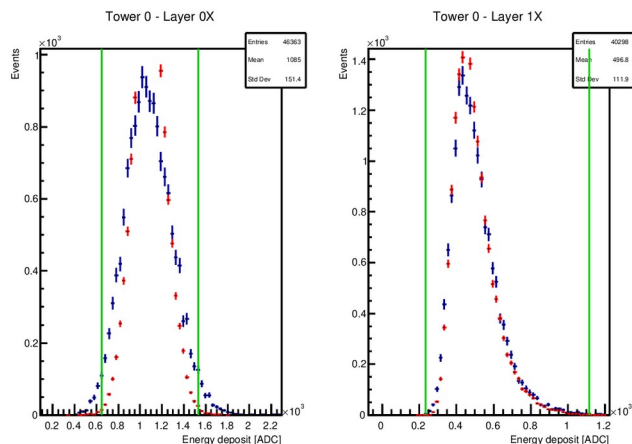 Tower 0 - Layer 0X
×10³
Events
Entries 46363
Mean 1085
Std Dev 151.4
1
0.8
0.6
0.4
0.2
0
0.2 0.4 0.6 0.8 1 1.2 1.4 1.6 1.8 2 2.2
×10³
Energy deposit [ADC]
Tower 0 - Layer 1X
×10³
Events
Entries 40298
Mean 496.8
Std Dev 111.9
1.4
1.2
1
0.8
0.6
0.4
0.2
0
0 0.2 0.4 0.6 0.8 1 1.2
×10³
Energy deposit [ADC]